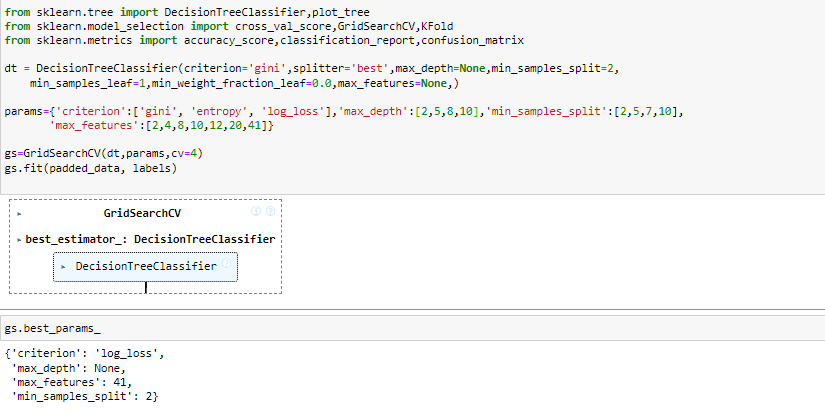 from sklearn.tree import DecisionTreeClassifier,plot_tree
from sklearn.model_selection import cross_val_score,GridSearchCV,KFold
from sklearn.metrics import accuracy_score,classification_report,confusion_matrix
dt = DecisionTreeClassifier(criterion='gini',splitter='best',max_depth=None,min_samples_split=2,
min_samples_leaf=1,min_weight_fraction_leaf=0.0,max_features=None,)
params={'criterion':['gini', 'entropy', 'log_loss'],'max_depth':[2,5,8,10],'min_samples_split':[2,5,7,10],
'max_features':[2,4,8,10,12,20,41]}
gs=GridSearchCV(dt,params,cv=4)
gs.fit(padded_data, labels)
GridSearchCV i ?
best_estimator_: DecisionTreeClassifier
DecisionTreeClassifier
gs.best_params_
{'criterion': 'log_loss',
'max_depth': None,
'max_features': 41,
'min_samples_split': 2}